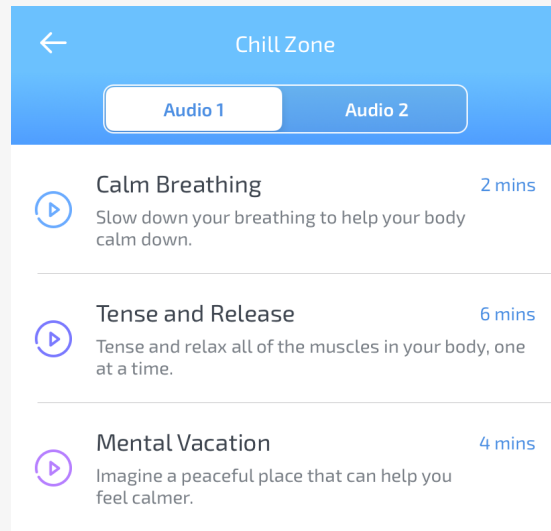 Chill Zone
Audio 1 Audio 2
Calm Breathing 2 mins
Slow down your breathing to help your body
calm down.
Tense and Release 6 mins
Tense and relax all of the muscles in your body, one
at a time.
Mental Vacation 4 mins
Imagine a peaceful place that can help you
feel calmer.